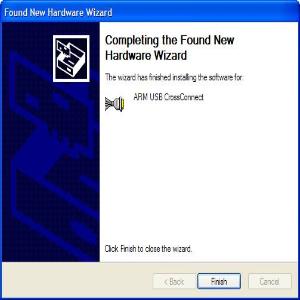 Found New Hardware Wizard
Completing the Found New
Hardware Wizard
The wizard has finished installing the software for:
ARM USB CrossConnect
Click Finish to close the wizard.
< Back
Finish
Cancel